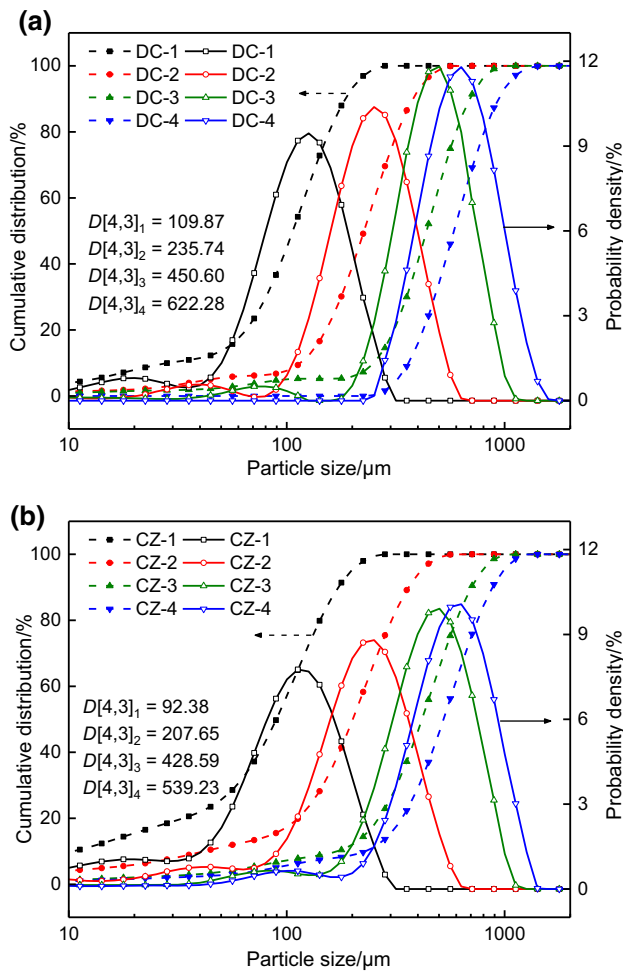 (a)
DC-1 DC-1
DC-2 DC-2
DC-3 DC-3
DC-4 DC-4
D[4,3]1 = 109.87
D[4,3]2 = 235.74
D[4,3]3 = 450.60
D[4,3]4 = 622.28
Cumulative distribution/%
100
80
60
40
20
0
Probability density/%
12
9
6
3
0
10 100 1000
Particle size/µm
(b)
CZ-1 CZ-1
CZ-2 CZ-2
CZ-3 CZ-3
CZ-4 CZ-4
D[4,3]1 = 92.38
D[4,3]2 = 207.65
D[4,3]3 = 428.59
D[4,3]4 = 539.23
Cumulative distribution/%
100
80
60
40
20
0
Probability density/%
12
9
6
3
0
10 100 1000
Particle size/µm